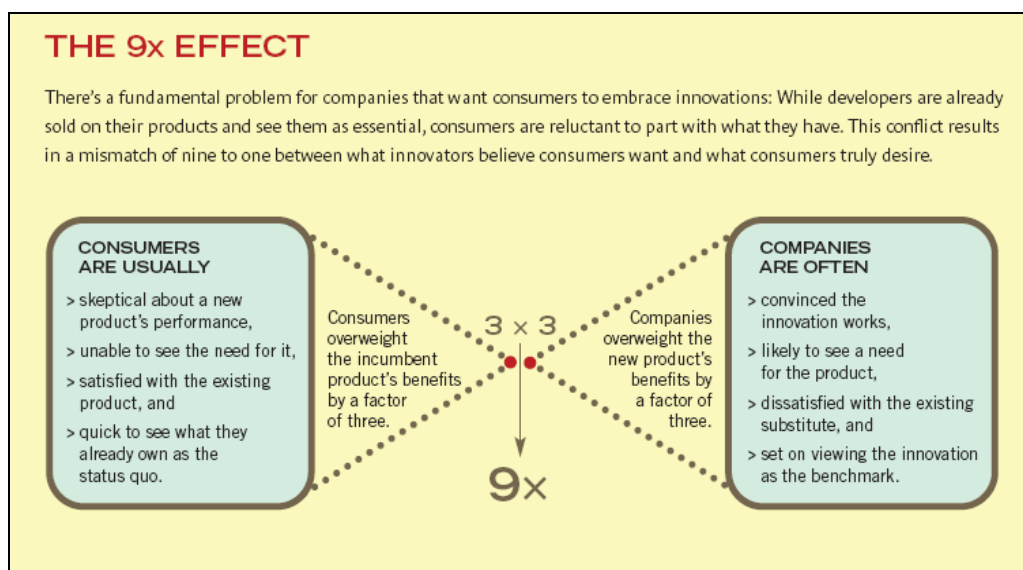 THE 9x EFFECT
There's a fundamental problem for companies that want consumers to embrace innovations: While developers are already
sold on their products and see them as essential, consumers are reluctant to part with what they have. This conflict results
in a mismatch of nine to one between what innovators believe consumers want and what consumers truly desire.
CONSUMERS
ARE USUALLY
> skeptical about a new
product's performance,
> unable to see the need for it,
> satisfied with the existing
product, and
> quick to see what they
already own as the
status quo.
Consumers
overweight
the incumbent
product's benefits
by a factor
of three.
3 × 3
9x
Companies
overweight the
new product's
benefits by
a factor of
three.
COMPANIES
ARE OFTEN
> convinced the
innovation works,
> likely to see a need
for the product,
> dissatisfied with the existing
substitute, and
> set on viewing the innovation
as the benchmark.